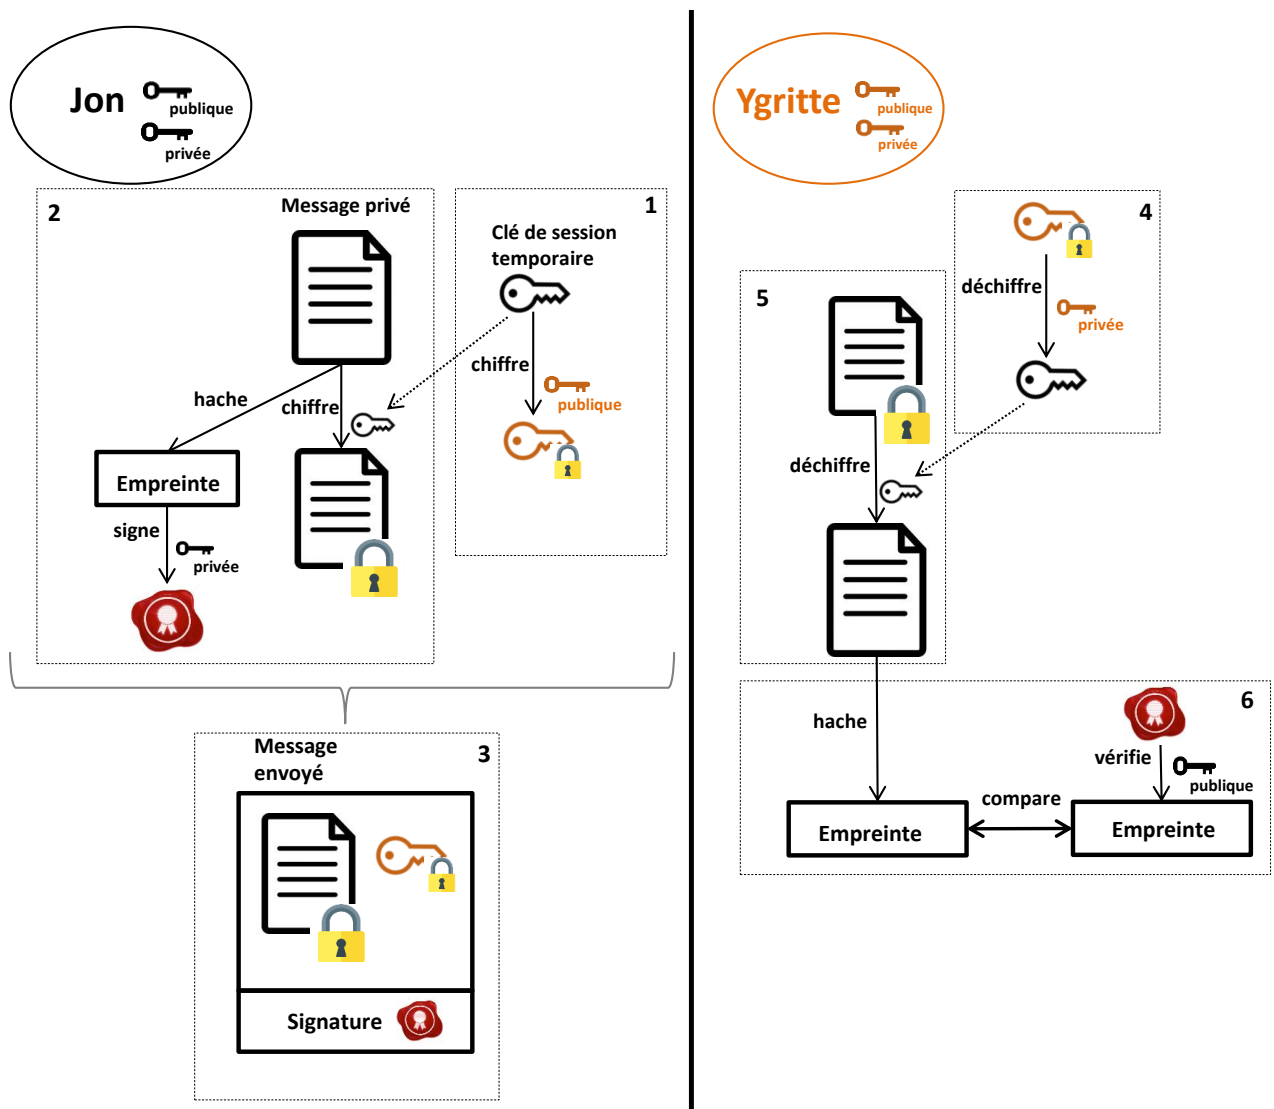 Jon
publique
privée
2
Message privé
hache
chiffre
Empreinte
signe
privée
1
Clé de session
temporaire
chiffre
publique
3
Message
envoyé
Signature
Ygritte
publique
privée
4
déchiffre
privée
5
déchiffre
6
hache
vérifie
publique
compare
Empreinte
Empreinte